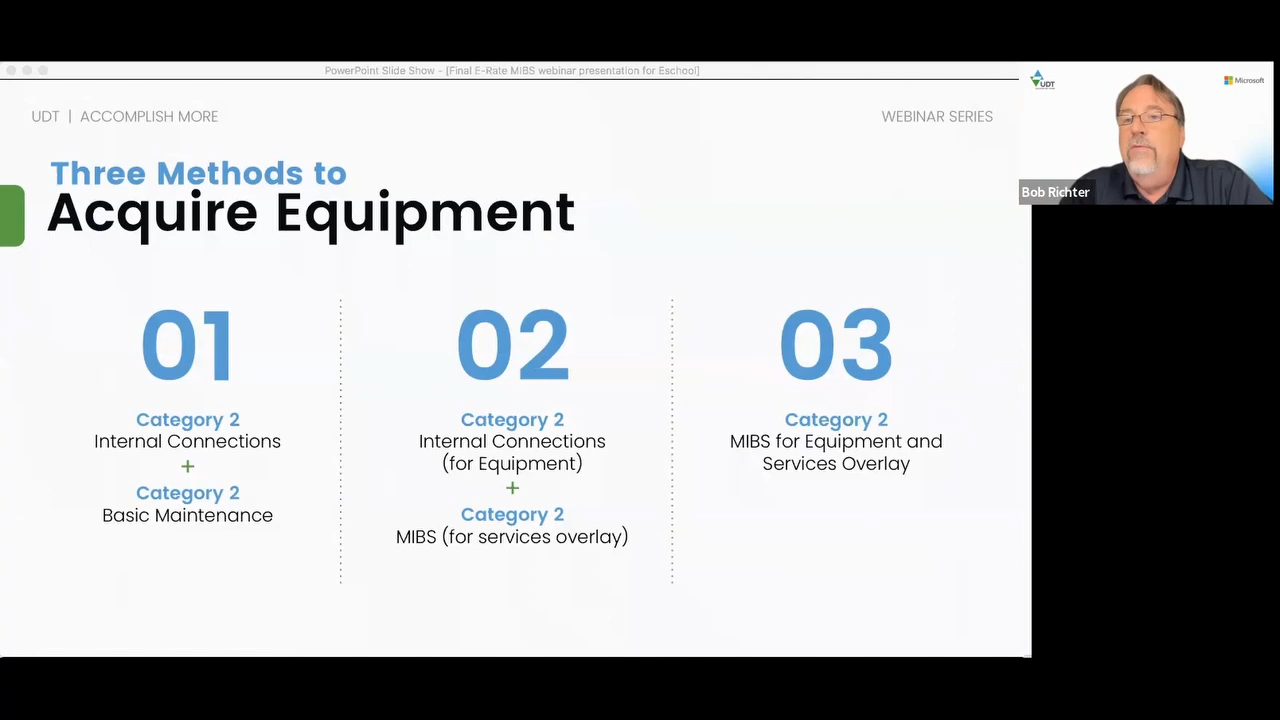 PowerPoint Slide Show - [Final E-Rate MIBS webinar presentation for Eschool]
UDT | ACCOMPLISH MORE
WEBINAR SERIES
UDT
Microsoft
Bob Richter
Three Methods to
Acquire Equipment
01
Category 2
Internal Connections
+
Category 2
Basic Maintenance
02
Category 2
Internal Connections
(for Equipment)
+
Category 2
MIBS (for services overlay)
03
Category 2
MIBS for Equipment and
Services Overlay